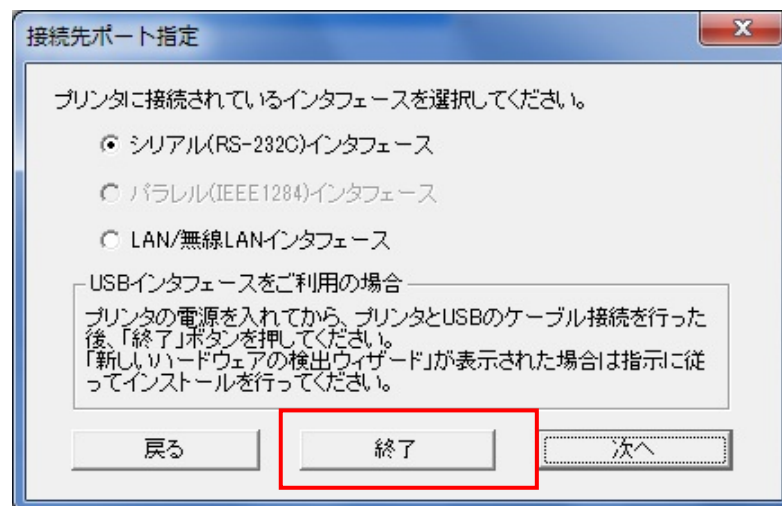 接続先ポート指定
プリンタに接続されているインタフェースを選択してください。
シリアル(RS-232C)インタフェース
パラレル(IEEE1284)インタフェース
LAN/無線LANインタフェース
USBインタフェースをご利用の場合
プリンタの電源を入れてから、プリンタとUSBのケーブル接続を行った
後、「終了」ボタンを押してください。
「新しいハードウェアの検出ウィザード」が表示された場合は指示に従
ってインストールを行ってください。
戻る 終了 次へ